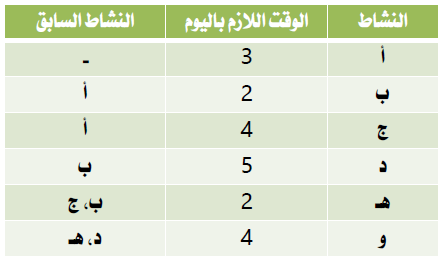 النشاط الوقت اللازم باليوم النشاط السابق
أ 3 -
ب 2 أ
ج 4 أ
د 5 ب
هـ 2 ب، ج
و 4 د، هـ